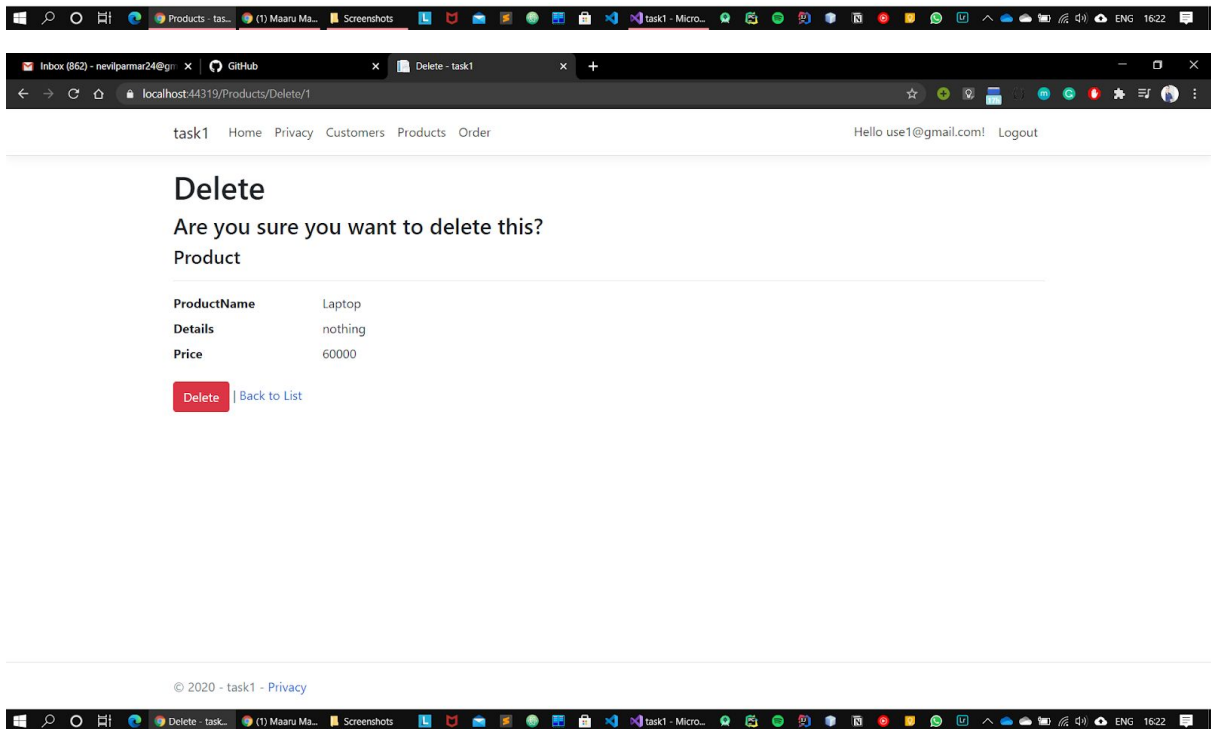 Products - tas... (1) Maaru Ma... Screenshots L task1 - Micro... Lr ENG 16:22
Inbox (862) - nevilparmar24@gm GitHub Delete - task1
localhost:44319/Products/Delete/1
task1 Home Privacy Customers Products Order Hello use1@gmail.com! Logout
Delete
Are you sure you want to delete this?
Product
ProductName Laptop
Details nothing
Price 60000
Delete | Back to List
© 2020 - task1 - Privacy
Delete - task... (1) Maaru Ma... Screenshots L task1 - Micro... Lr ENG 16:22